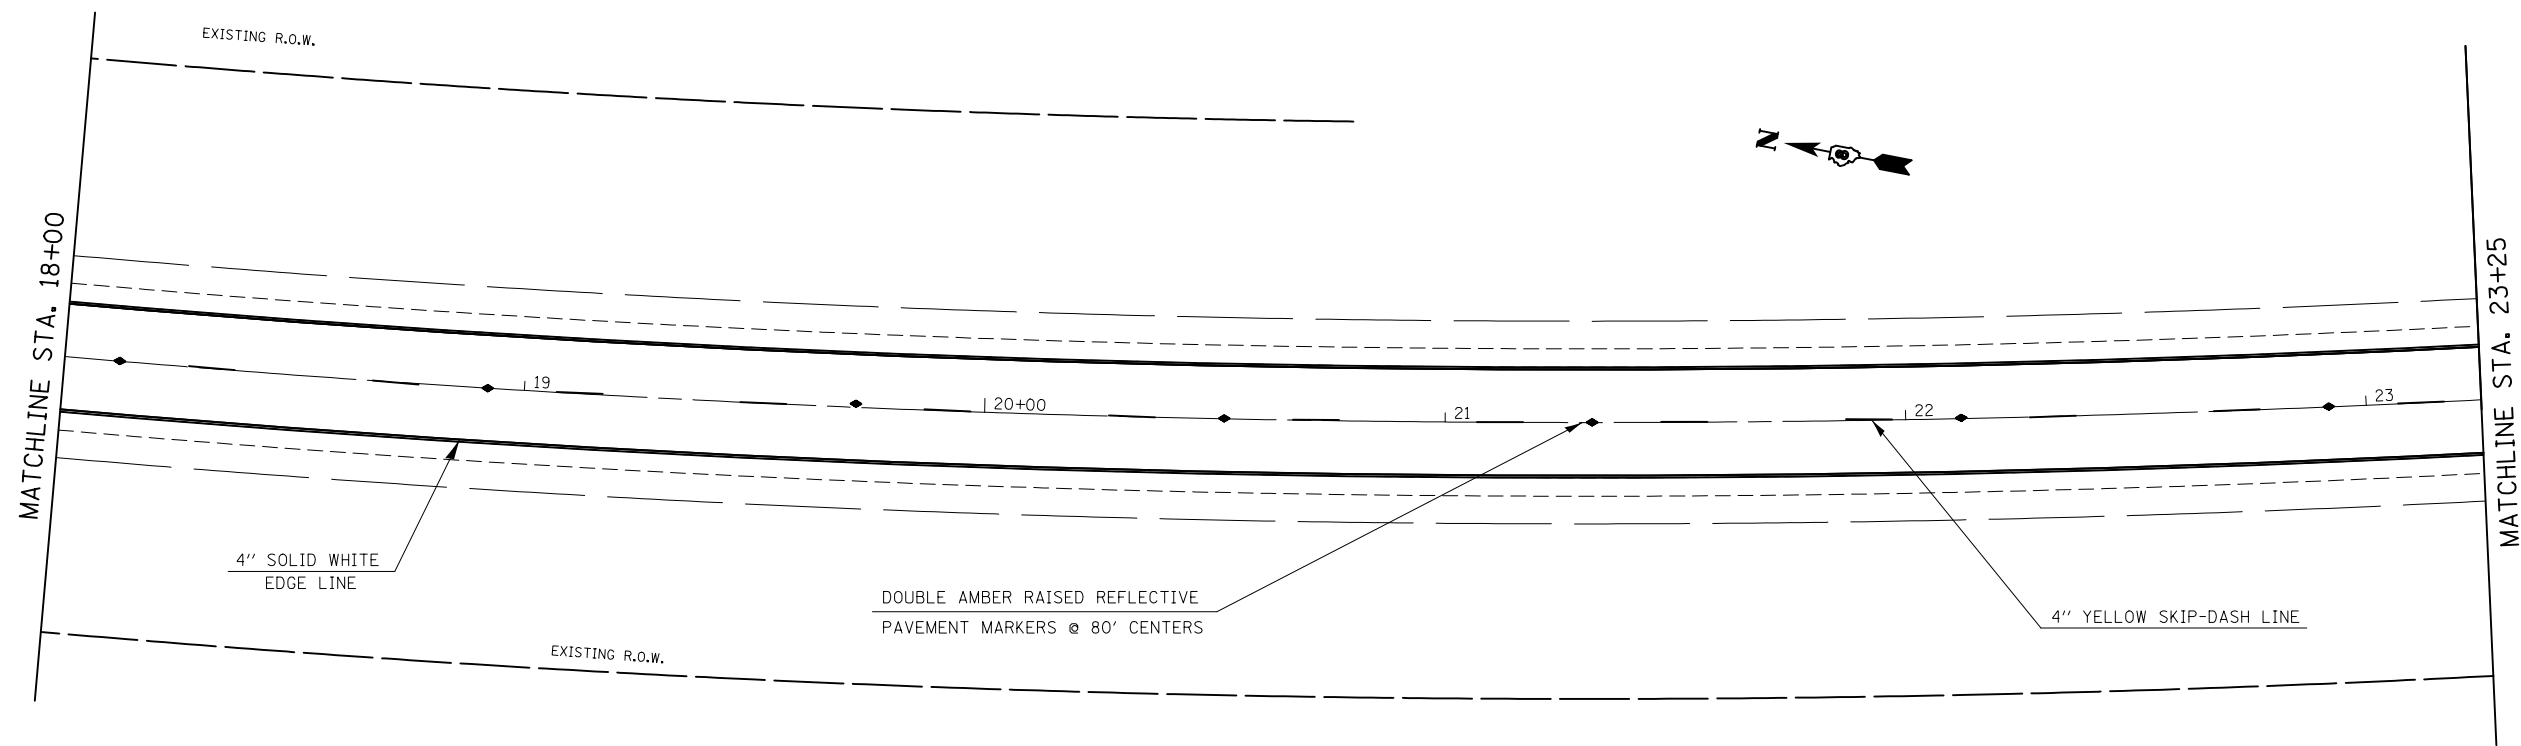 EXISTING R.O.W.
N
MATCHLINE STA. 18+00
MATCHLINE STA. 23+25
19
20+00
21
22
23
4" SOLID WHITE
EDGE LINE
DOUBLE AMBER RAISED REFLECTIVE
PAVEMENT MARKERS @ 80' CENTERS
4" YELLOW SKIP-DASH LINE
EXISTING R.O.W.